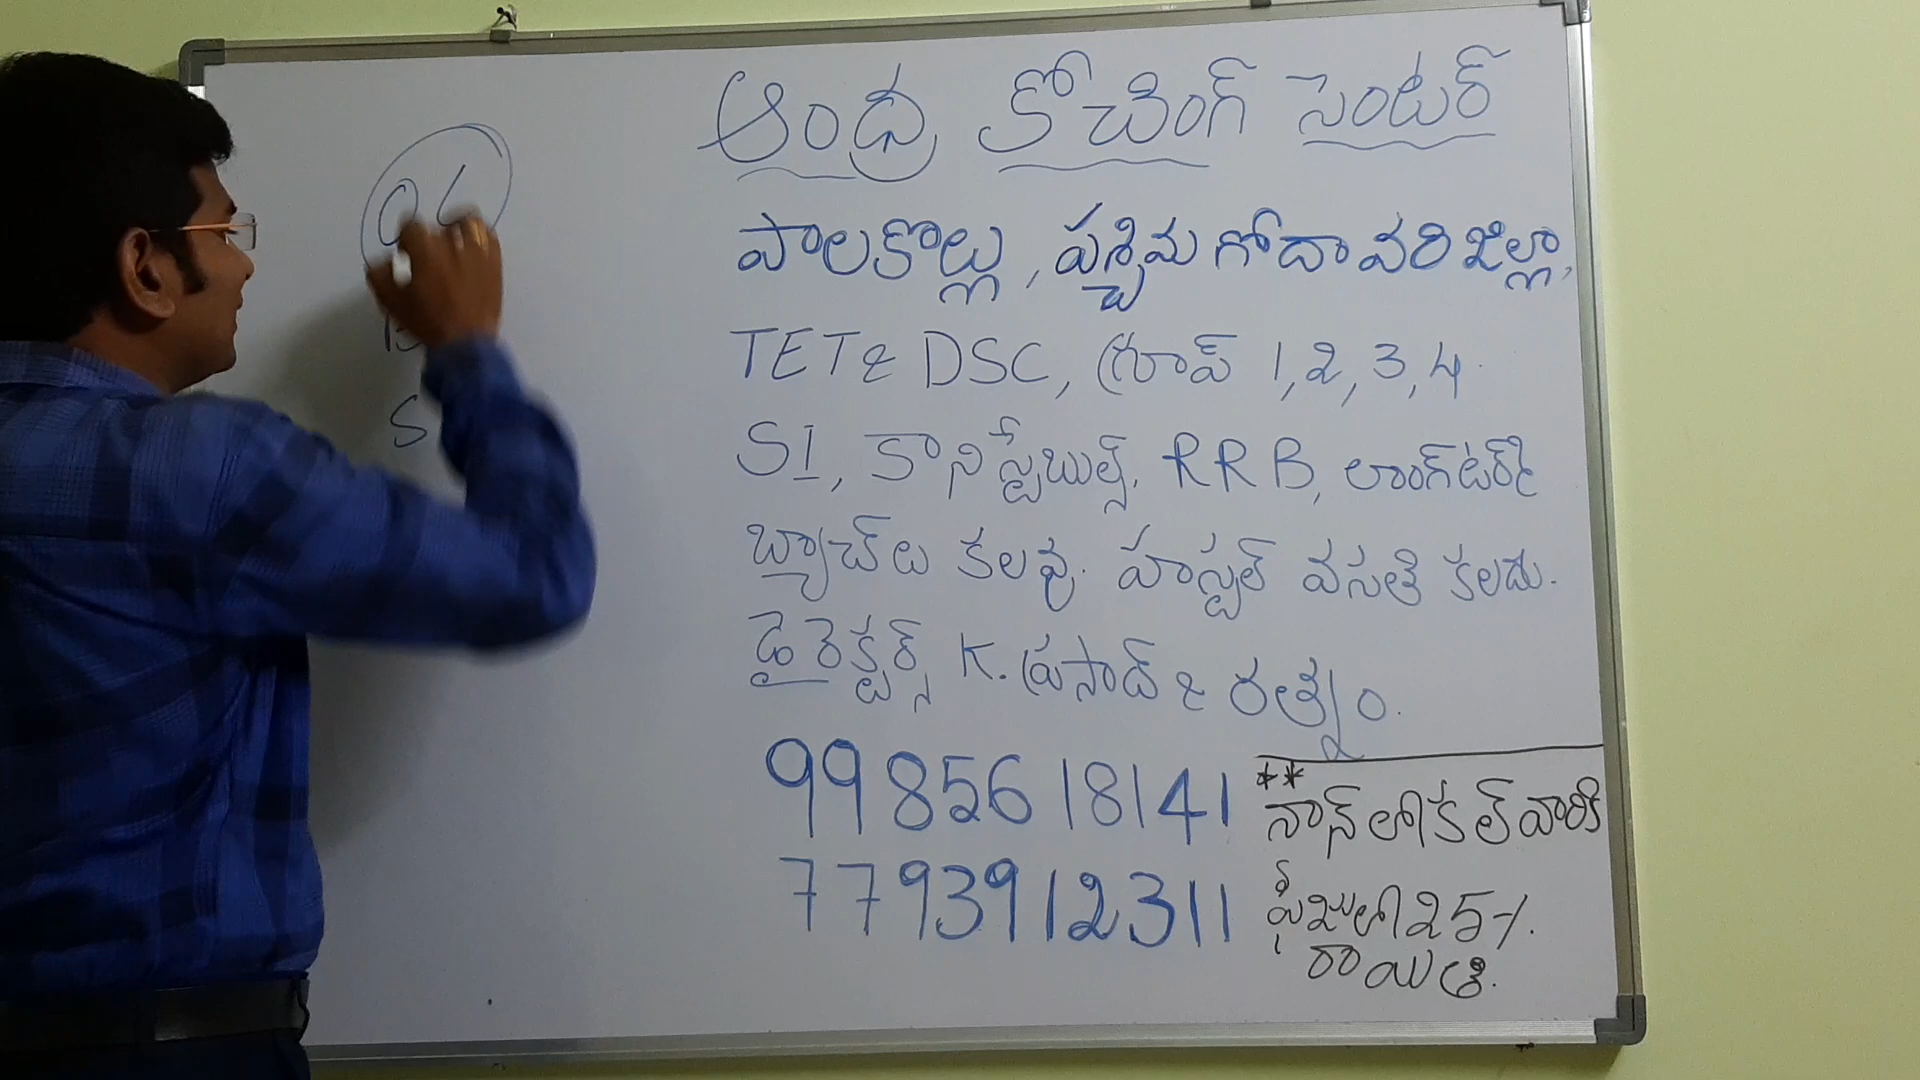 ఆంధ్ర కోచింగ్ సెంటర్
పాలకొల్లు, పశ్చిమ గోదావరి జిల్లా,
TET & DSC, గ్రూప్ 1, 2, 3, 4.
SI, కానిస్టేబుల్స్, RRB, లాంగ్ టర్మ్
బ్యాచ్ లు కలవు. హాస్టల్ వసతి కలదు.
డైరెక్టర్స్ K. ప్రసాద్ & రత్నం.
9985618141
7793912311
** నాన్ లోకల్ వారికి
ఫీజులో 25%
రాయితీ.